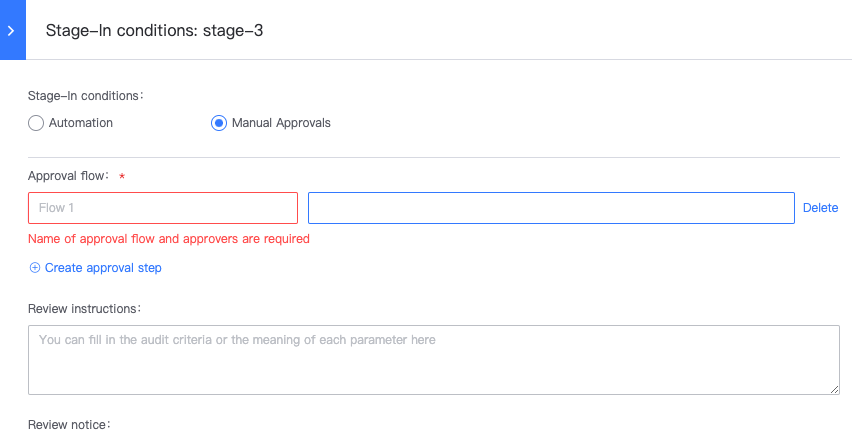 Stage-In conditions: stage-3
Stage-In conditions:
Automation
Manual Approvals
Approval flow: *
Flow 1
Delete
Name of approval flow and approvers are required
Create approval step
Review instructions:
You can fill in the audit criteria or the meaning of each parameter here
Review notice: